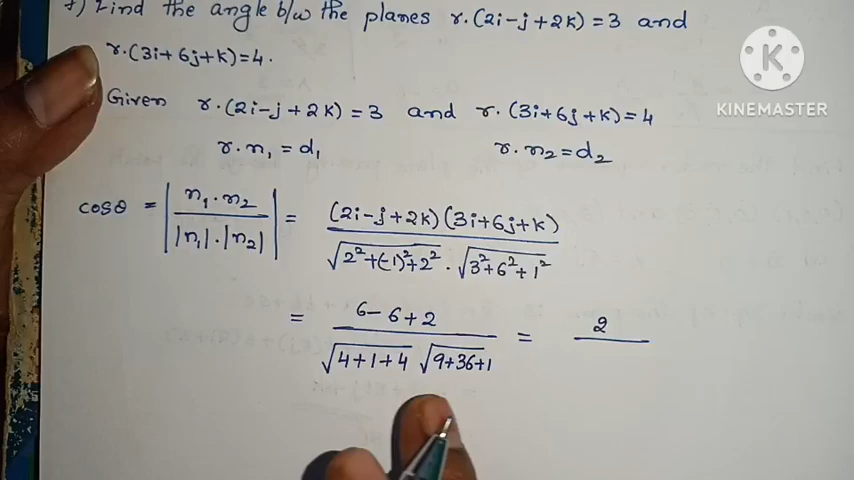 7) Find the angle b/w the planes r.(2i-j+2k)=3 and
r.(3i+6j+k)=4.
KINEMASTER
Given r.(2i-j+2k)=3 and r.(3i+6j+k)=4
r.n₁=d₁ r.n₂=d₂
cosθ = |n₁.n₂ / |n₁|.|n₂|| = (2i-j+2k)(3i+6j+k) / √2²+(-1)²+2² . √3²+6²+1²
= 6-6+2 / √4+1+4 √9+36+1 = 2